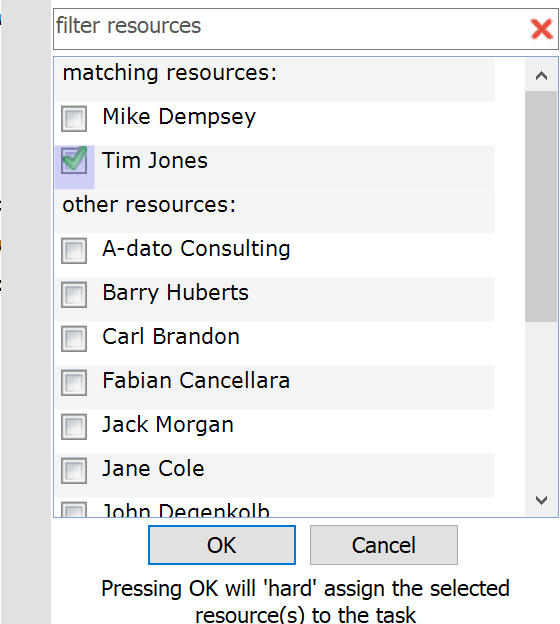 filter resources
matching resources:
Mike Dempsey
Tim Jones
other resources:
A-dato Consulting
Barry Huberts
Carl Brandon
Fabian Cancellara
Jack Morgan
Jane Cole
John Degenkolb
OK
Cancel
Pressing OK will 'hard' assign the selected
resource(s) to the task